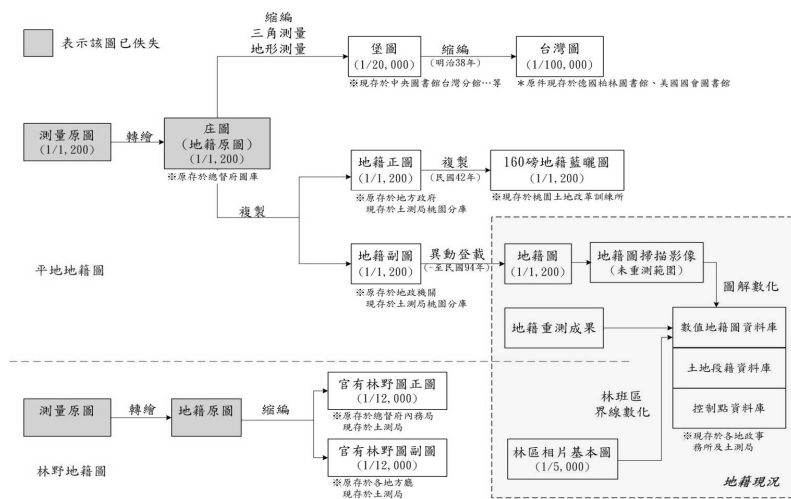 表示該圖已佚失
縮編
三角測量
地形測量
堡圖
(1/20,000)
※現存於中央圖書館台灣分館…等
縮編
(明治38年)
台灣圖
(1/100,000)
＊原件現存於德國柏林圖書館、美國國會圖書館
測量原圖
(1/1,200)
轉繪
庄圖
(地籍原圖)
(1/1,200)
※原存於總督府圖庫
複製
地籍正圖
(1/1,200)
※原存於地方政府
現存於土測局桃園分庫
複製
(民國42年)
160磅地籍藍曬圖
(1/1,200)
※現存於桃園土地改革訓練所
地籍副圖
(1/1,200)
※原存於地政機關
現存於土測局桃園分庫
異動登載
(~至民國94年)
地籍圖
(1/1,200)
地籍圖掃描影像
(未重測範圍)
圖解數化
平地地籍圖
地籍重測成果
數值地籍圖資料庫
土地段籍資料庫
控制點資料庫
※現存於各地政事
務所及土測局
林班區
界線數化
林區相片基本圖
(1/5,000)
地籍現況
測量原圖
轉繪
地籍原圖
縮編
官有林野圖正圖
(1/12,000)
※原存於總督府內務局
現存於土測局
官有林野圖副圖
(1/12,000)
※原存於各地方廳
現存於土測局
林野地籍圖